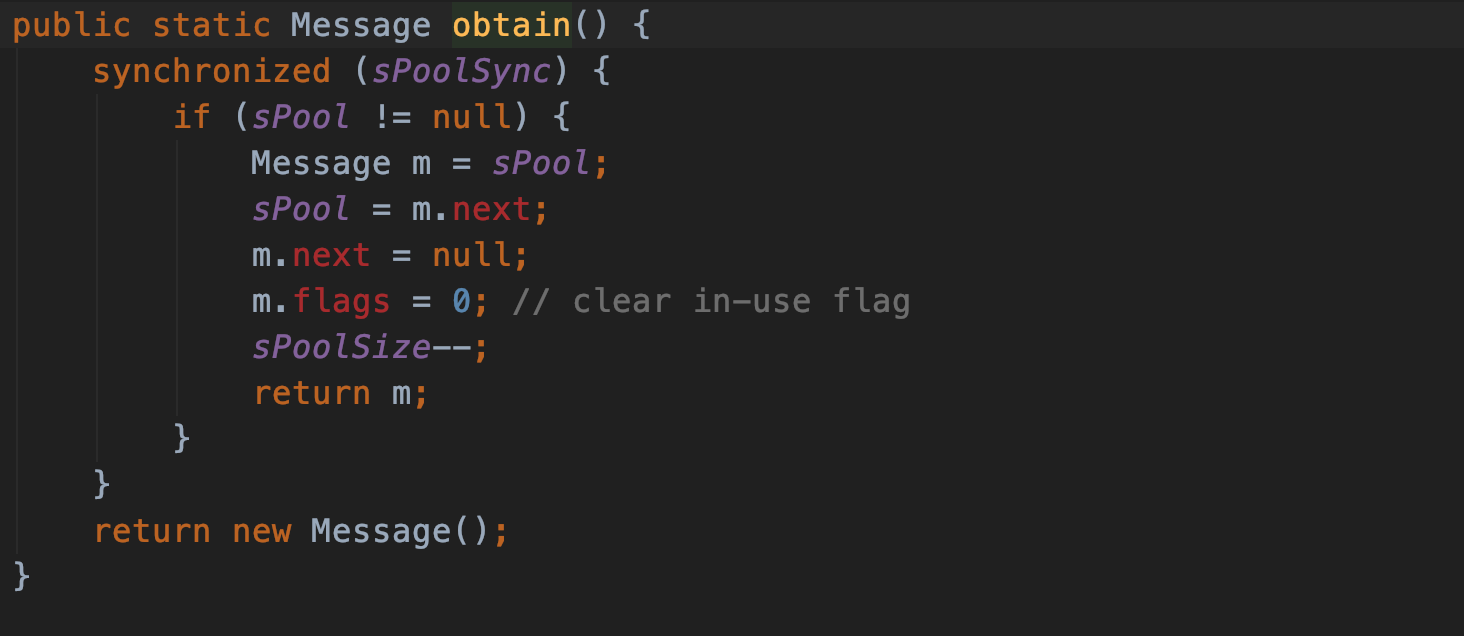 public static Message obtain() {
    synchronized (sPoolSync) {
        if (sPool != null) {
            Message m = sPool;
            sPool = m.next;
            m.next = null;
            m.flags = 0; // clear in-use flag
            sPoolSize--;
            return m;
        }
    }
    return new Message();
}